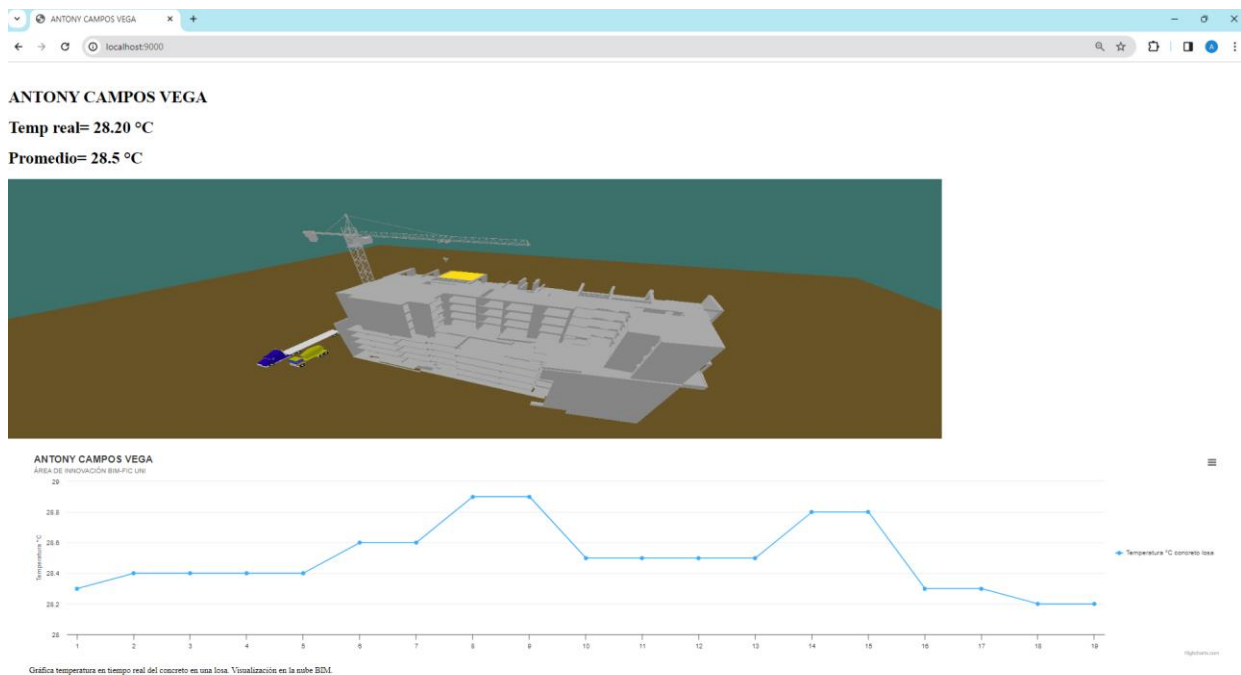 ANTONY CAMPOS VEGA
localhost:9000
A
ANTONY CAMPOS VEGA
Temp real= 28.20 °C
Promedio= 28.5 °C
ANTONY CAMPOS VEGA
ÁREA DE INNOVACIÓN BIM-FIC UNI
Temperatura °C
29
28.8
28.6
28.4
28.2
28
1 2 3 4 5 6 7 8 9 10 11 12 13 14 15 16 17 18 19
Temperatura °C concreto losa
Highcharts.com
Gráfica temperatura en tiempo real del concreto en una losa. Visualización en la nube BIM.